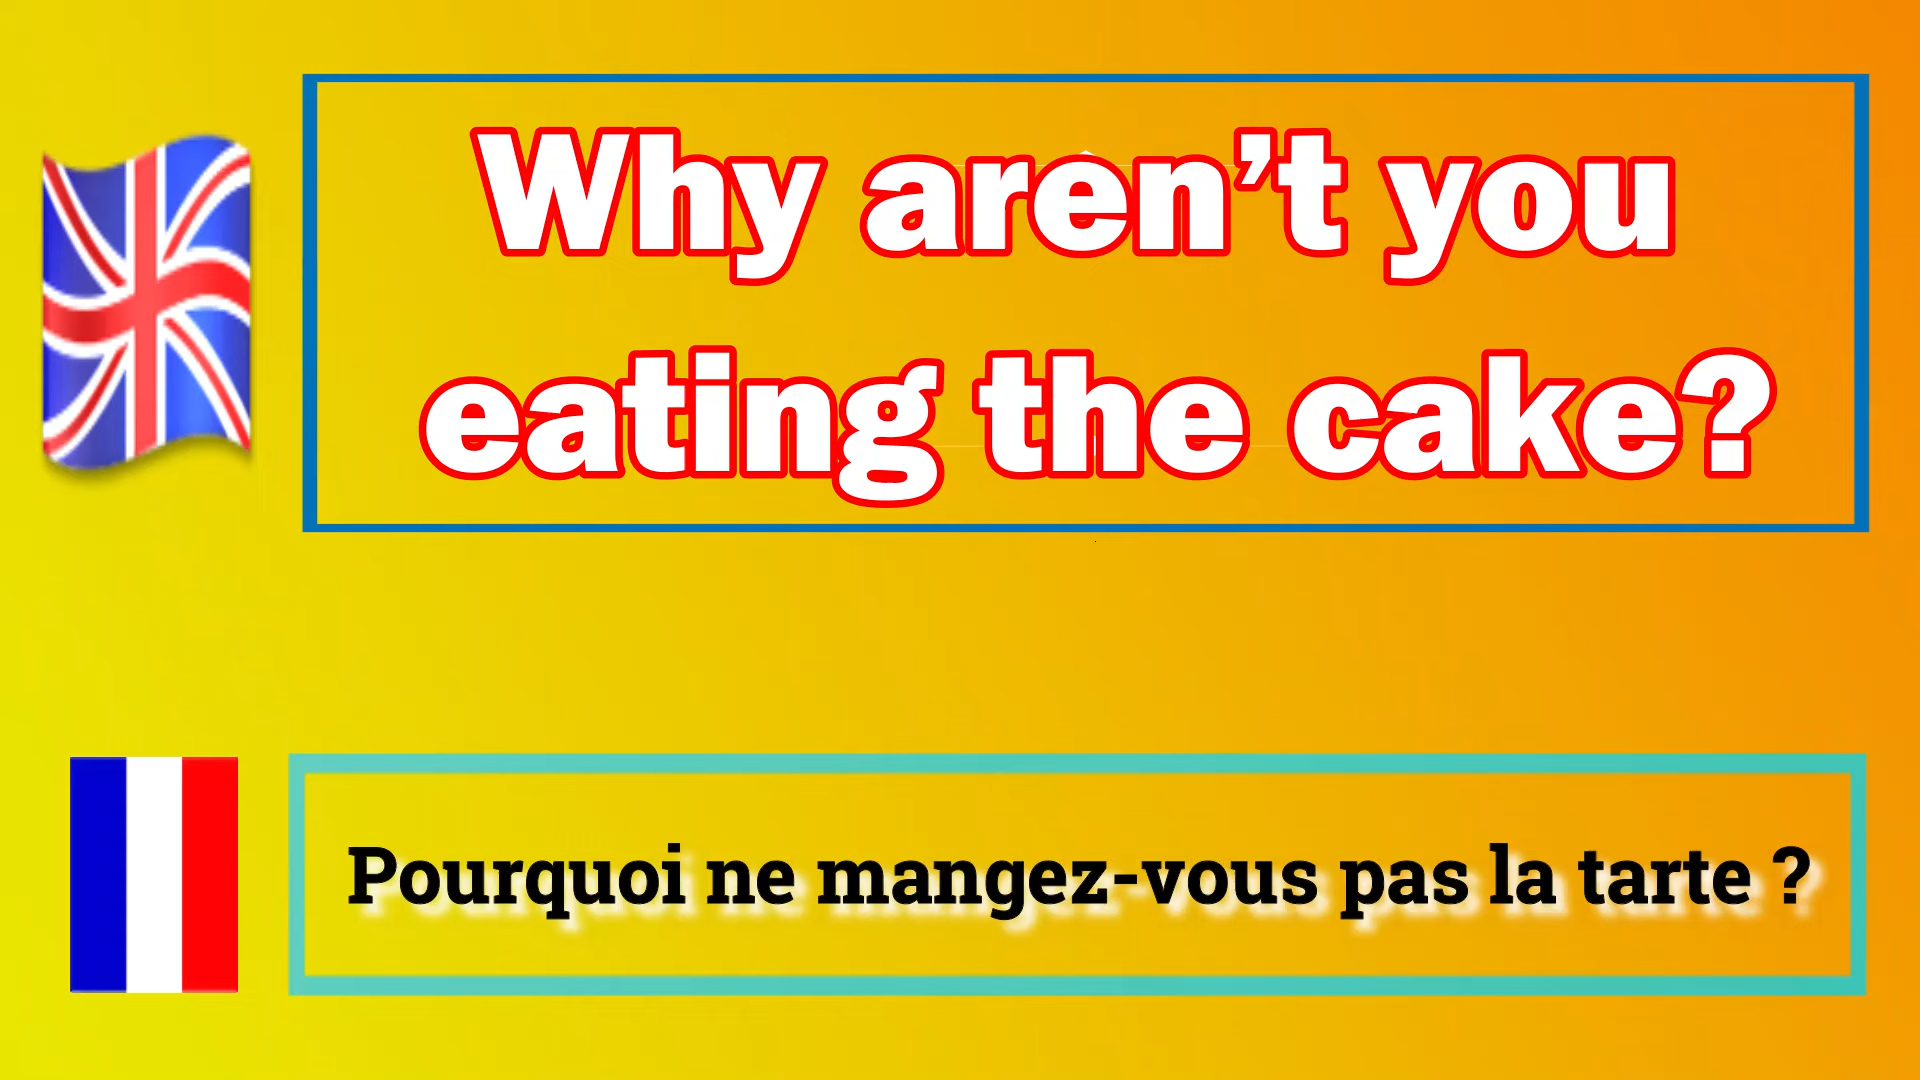 Why aren’t you
eating the cake?
Pourquoi ne mangez-vous pas la tarte ?